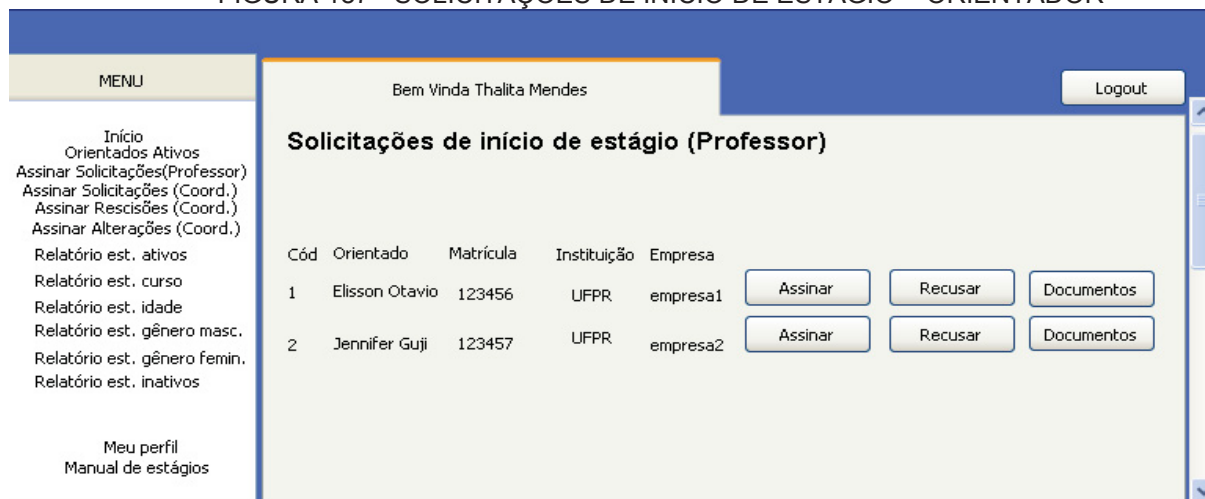 MENU
Bem Vinda Thalita Mendes
Logout
Início
Orientados Ativos
Assinar Solicitações(Professor)
Assinar Solicitações (Coord.)
Assinar Rescisões (Coord.)
Assinar Alterações (Coord.)
Relatório est. ativos
Relatório est. curso
Relatório est. idade
Relatório est. gênero masc.
Relatório est. gênero femin.
Relatório est. inativos
Meu perfil
Manual de estágios
Solicitações de início de estágio (Professor)
Cód Orientado Matrícula Instituição Empresa
1 Elisson Otavio 123456 UFPR empresa1 Assinar Recusar Documentos
2 Jennifer Guji 123457 UFPR empresa2 Assinar Recusar Documentos